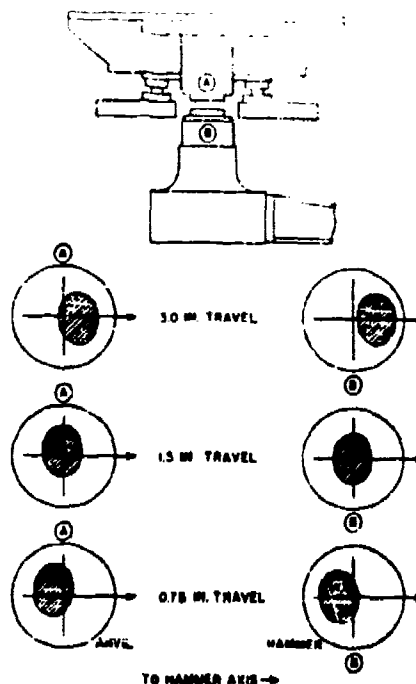 A
B
A
3.0 IN. TRAVEL
B
A
1.5 IN. TRAVEL
B
A
0.75 IN. TRAVEL
ANVIL
HAMMER
B
TO HAMMER AXIS →